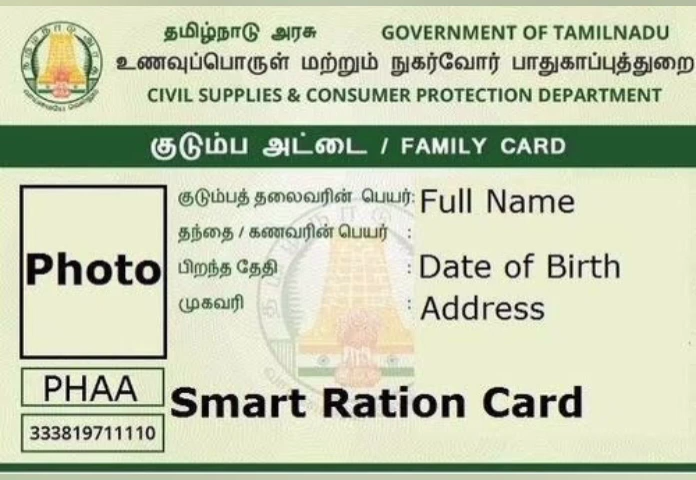 தமிழ்நாடு அரசு GOVERNMENT OF TAMILNADU
உணவுப்பொருள் மற்றும் நுகர்வோர் பாதுகாப்புத்துறை
CIVIL SUPPLIES & CONSUMER PROTECTION DEPARTMENT
குடும்ப அட்டை / FAMILY CARD
குடும்பத் தலைவரின் பெயர்: Full Name
தந்தை / கணவரின் பெயர் :
Photo
பிறந்த தேதி : Date of Birth
முகவரி : Address
PHAA
Smart Ration Card
333819711110